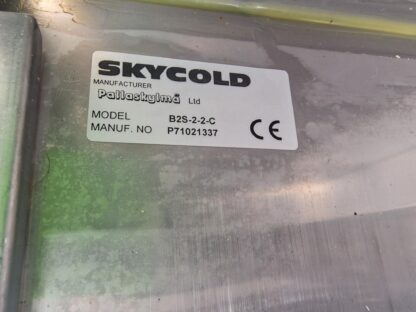 SKYCOLD
MANUFACTURER
Pallaskylmä Ltd
MODEL B2S-2-2-C
MANUF. NO P71021337
CE